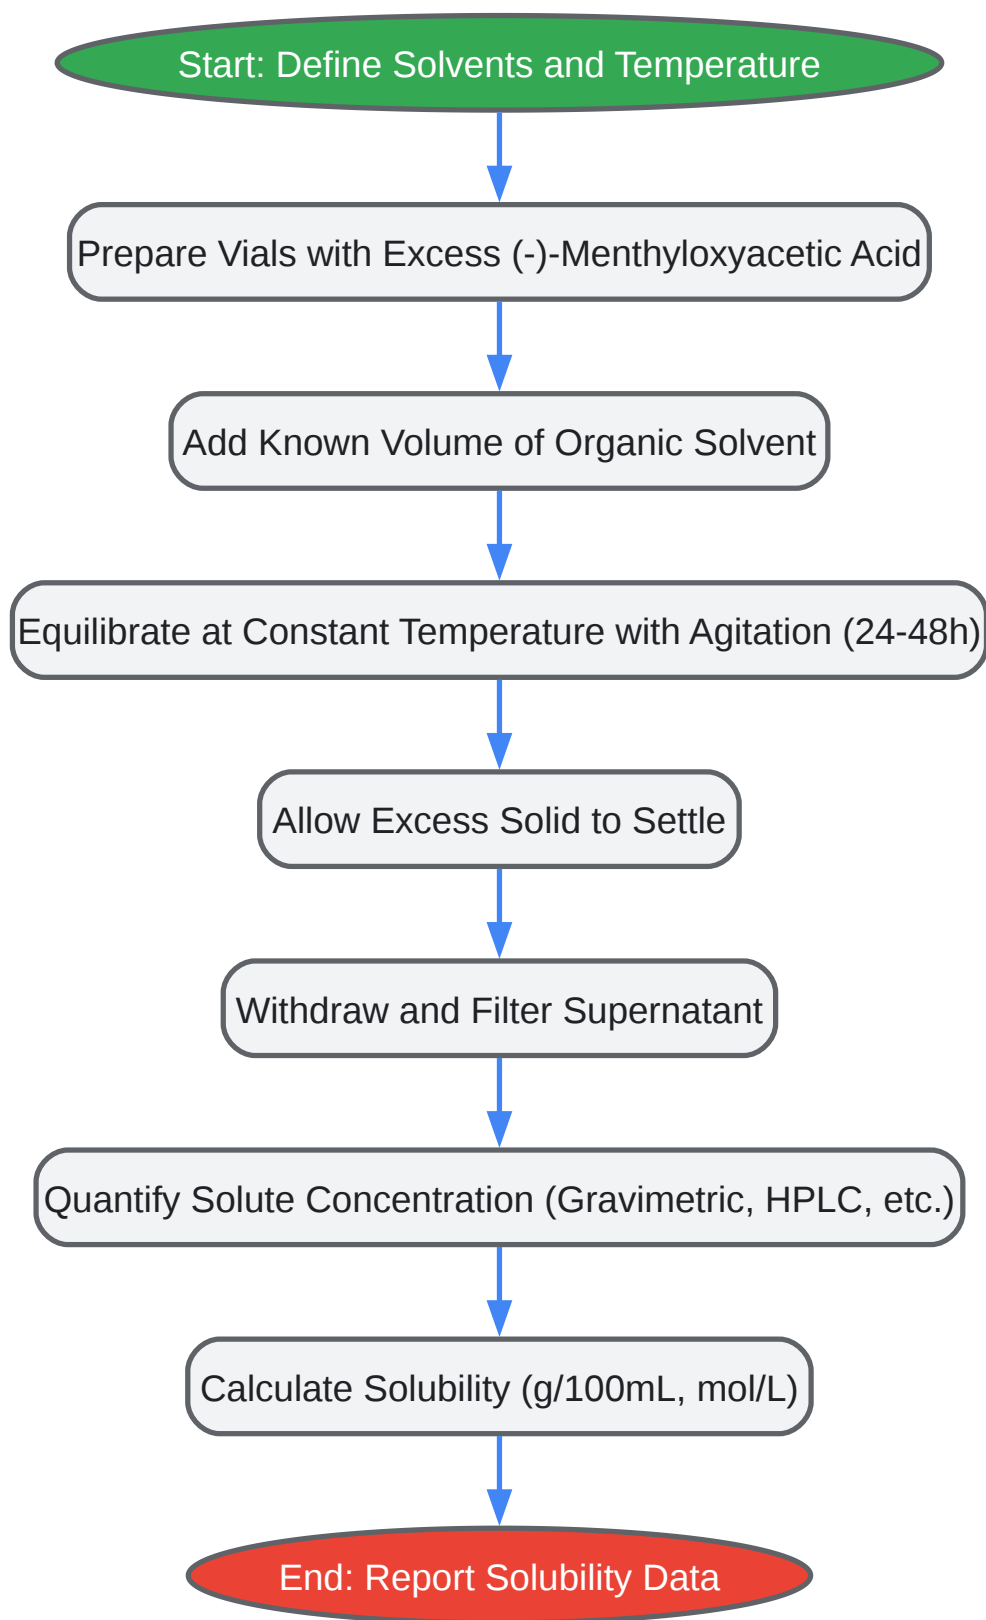 Start: Define Solvents and Temperature
Prepare Vials with Excess (-)-Menthyloxyacetic Acid
Add Known Volume of Organic Solvent
Equilibrate at Constant Temperature with Agitation (24-48h)
Allow Excess Solid to Settle
Withdraw and Filter Supernatant
Quantify Solute Concentration (Gravimetric, HPLC, etc.)
Calculate Solubility (g/100mL, mol/L)
End: Report Solubility Data